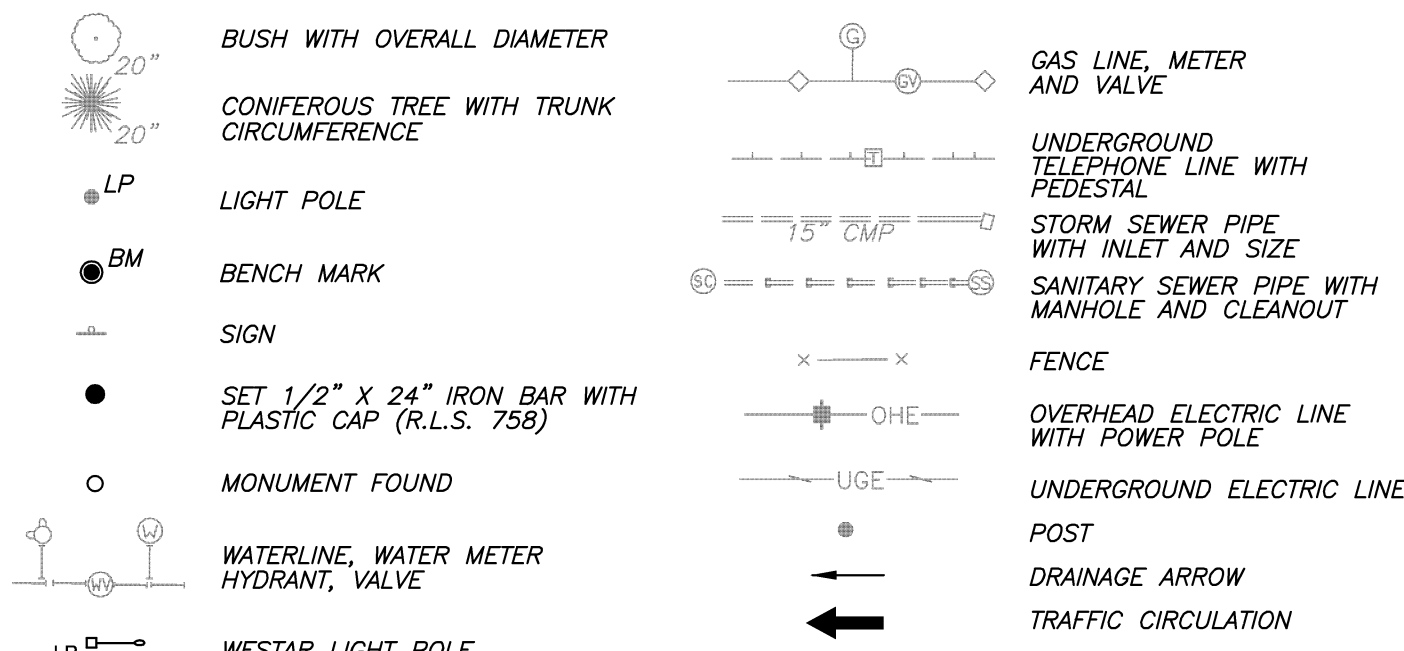 BUSH WITH OVERALL DIAMETER
20"
CONIFEROUS TREE WITH TRUNK
CIRCUMFERENCE
20"
LP
LIGHT POLE
BM
BENCH MARK
SIGN
SET 1/2" X 24" IRON BAR WITH
PLASTIC CAP (R.L.S. 758)
MONUMENT FOUND
W
WV
WATERLINE, WATER METER
HYDRANT, VALVE
LP
WESTAR LIGHT POLE
G
GV
GAS LINE, METER
AND VALVE
T
UNDERGROUND
TELEPHONE LINE WITH
PEDESTAL
15" CMP
STORM SEWER PIPE
WITH INLET AND SIZE
SC
SS
SANITARY SEWER PIPE WITH
MANHOLE AND CLEANOUT
FENCE
OHE
OVERHEAD ELECTRIC LINE
WITH POWER POLE
UGE
UNDERGROUND ELECTRIC LINE
POST
DRAINAGE ARROW
TRAFFIC CIRCULATION